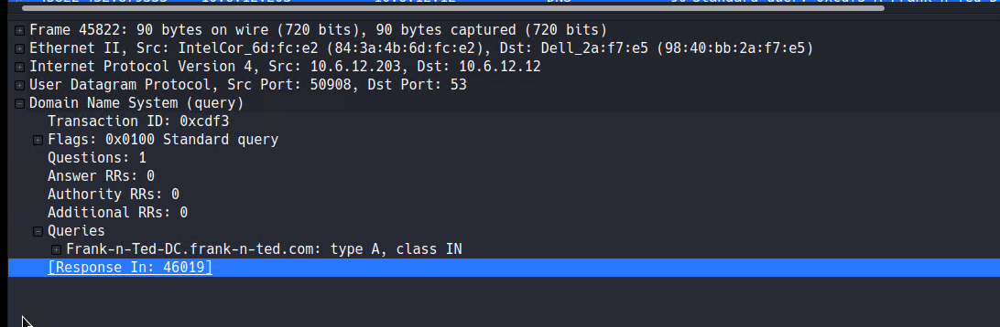 Frame 45822: 90 bytes on wire (720 bits), 90 bytes captured (720 bits)
Ethernet II, Src: IntelCor_6d:fc:e2 (84:3a:4b:6d:fc:e2), Dst: Dell_2a:f7:e5 (98:40:bb:2a:f7:e5)
Internet Protocol Version 4, Src: 10.6.12.203, Dst: 10.6.12.12
User Datagram Protocol, Src Port: 50908, Dst Port: 53
Domain Name System (query)
Transaction ID: 0xcdf3
Flags: 0x0100 Standard query
Questions: 1
Answer RRs: 0
Authority RRs: 0
Additional RRs: 0
Queries
Frank-n-Ted-DC.frank-n-ted.com: type A, class IN
[Response In: 46019]